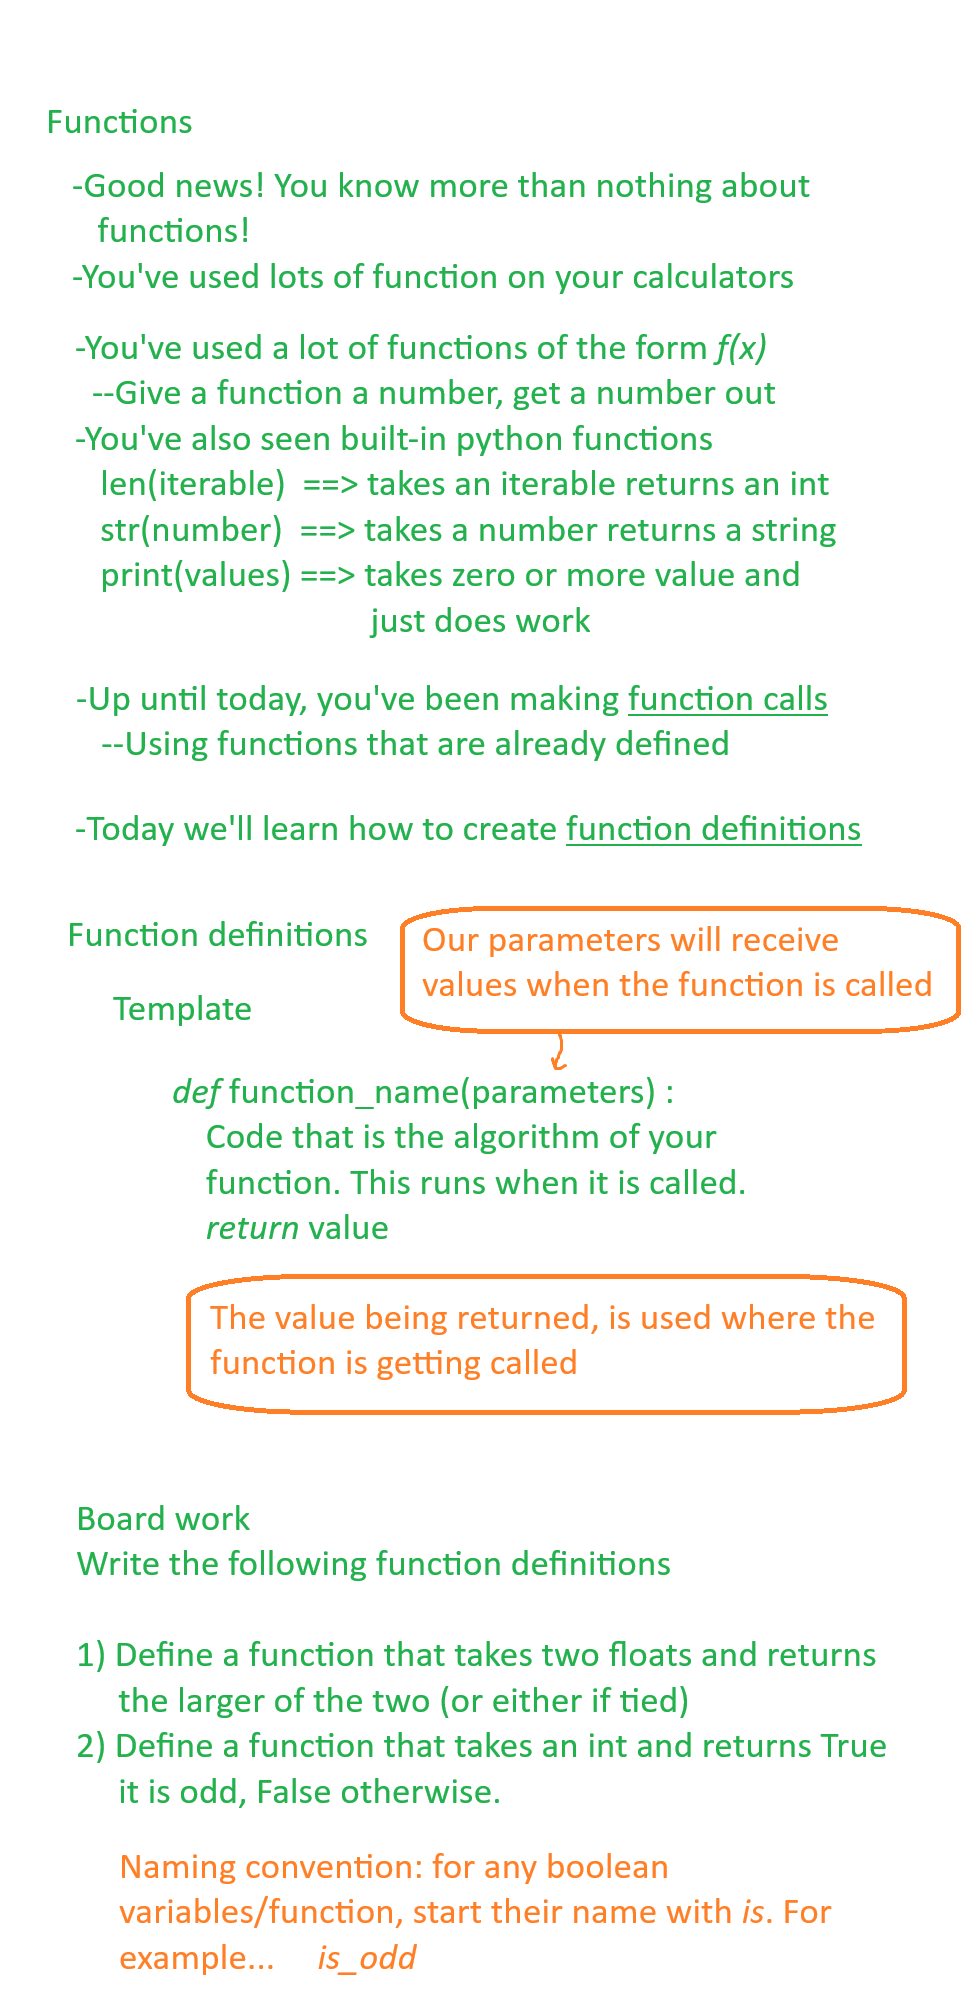 Functions
-Good news! You know more than nothing about
functions!
-You've used lots of function on your calculators
-You've used a lot of functions of the form f(x)
--Give a function a number, get a number out
-You've also seen built-in python functions
len(iterable)  ==> takes an iterable returns an int
str(number)  ==> takes a number returns a string
print(values) ==> takes zero or more value and
just does work
-Up until today, you've been making function calls
--Using functions that are already defined
-Today we'll learn how to create function definitions
Function definitions
Our parameters will receive
values when the function is called
Template
def function_name(parameters) :
Code that is the algorithm of your
function. This runs when it is called.
return value
The value being returned, is used where the
function is getting called
Board work
Write the following function definitions
1) Define a function that takes two floats and returns
the larger of the two (or either if tied)
2) Define a function that takes an int and returns True
it is odd, False otherwise.
Naming convention: for any boolean
variables/function, start their name with is. For
example...    is_odd